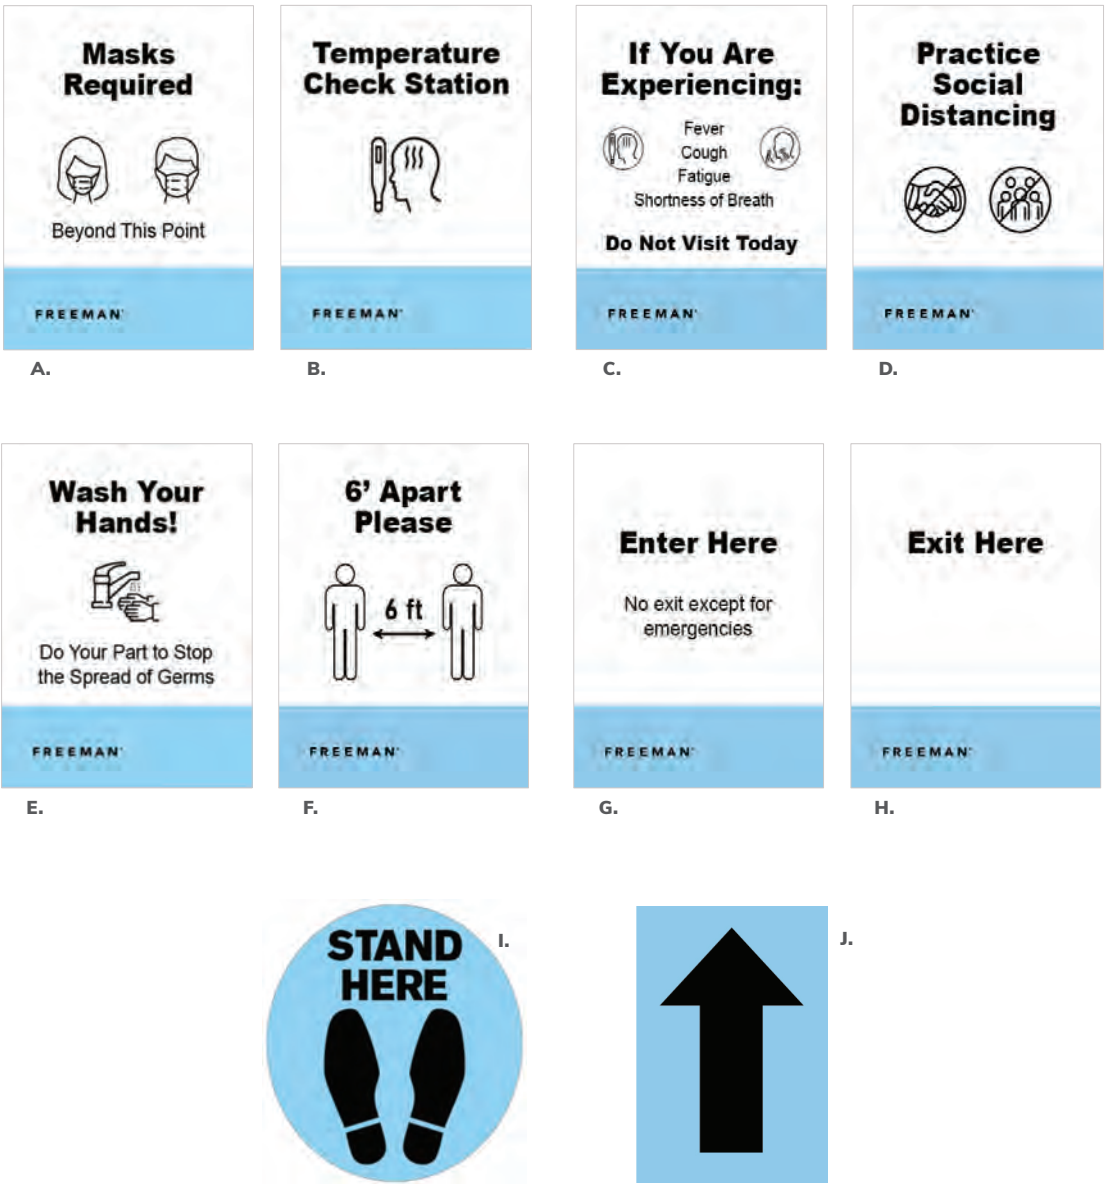 Masks
Required
Beyond This Point
FREEMAN
A.
Temperature
Check Station
FREEMAN
B.
If You Are
Experiencing:
Fever
Cough
Fatigue
Shortness of Breath
Do Not Visit Today
FREEMAN
C.
Practice
Social
Distancing
FREEMAN
D.
Wash Your
Hands!
Do Your Part to Stop
the Spread of Germs
FREEMAN
E.
6' Apart
Please
6 ft
FREEMAN
F.
Enter Here
No exit except for
emergencies
FREEMAN
G.
Exit Here
FREEMAN
H.
STAND
HERE
I.
J.